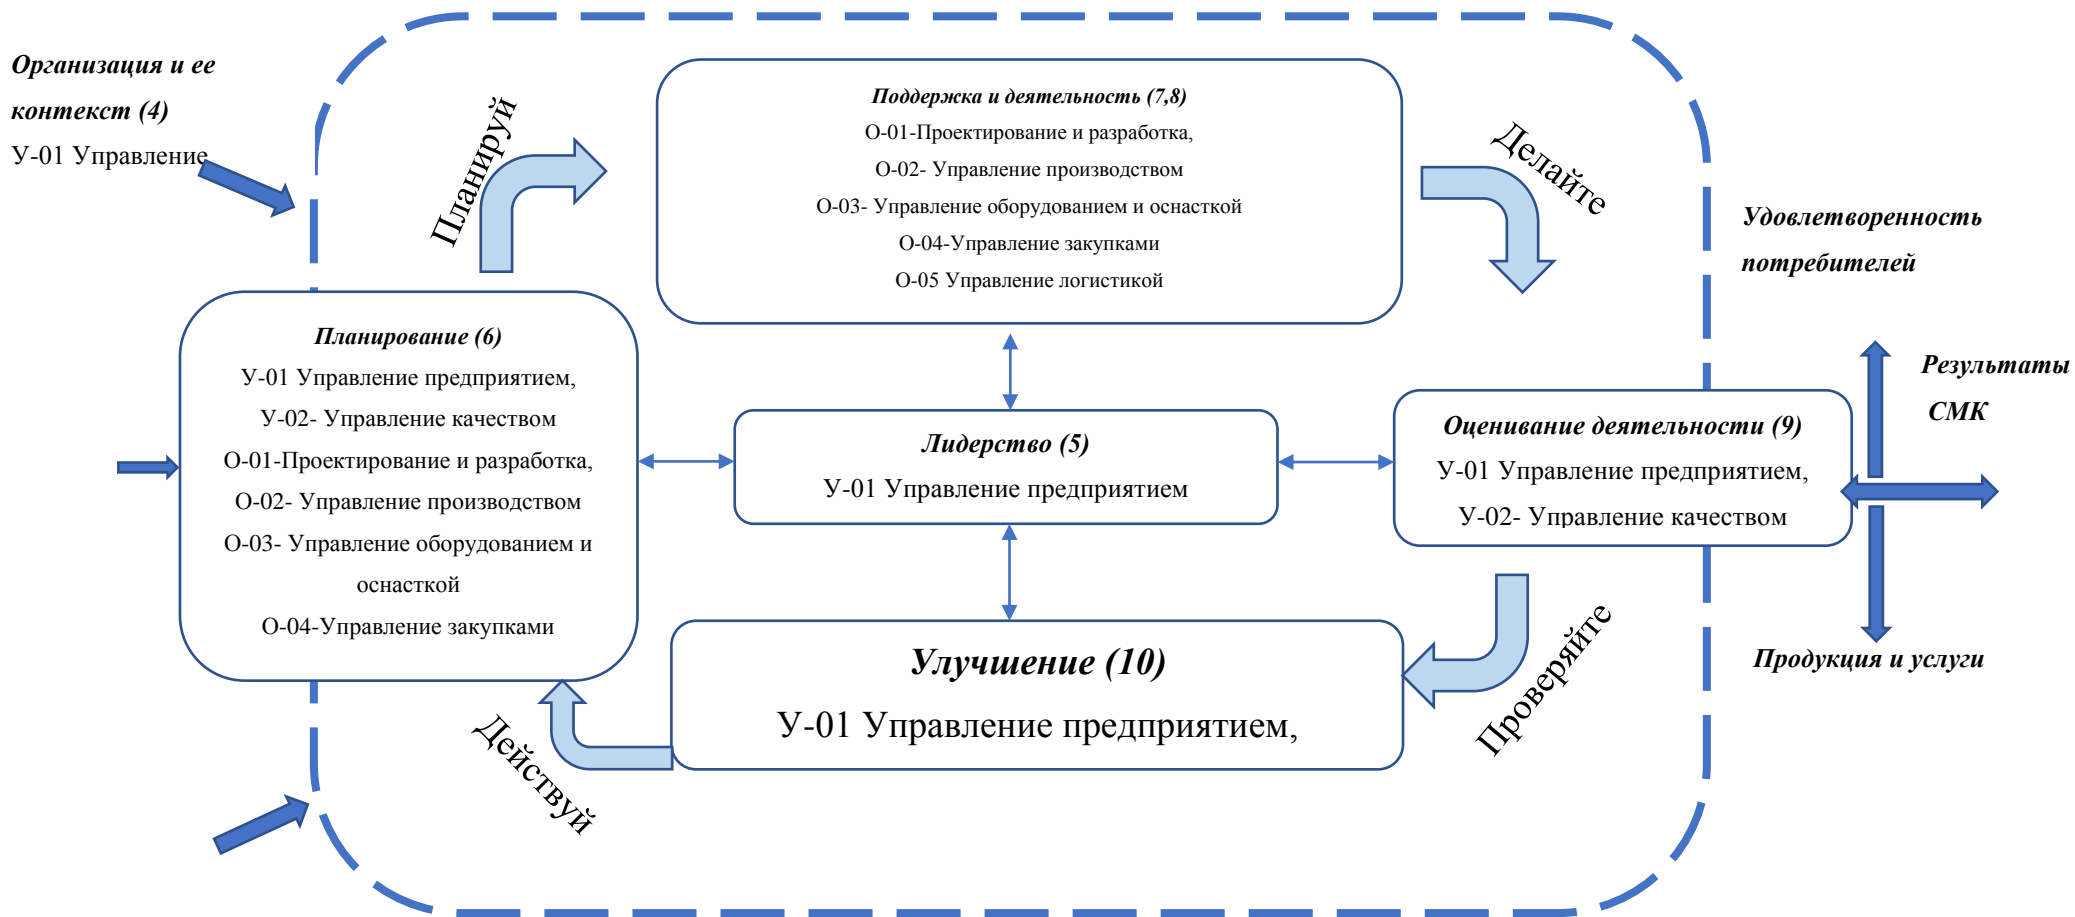 Организация и ее
контекст (4)
У-01 Управление
Планируй
Поддержка и деятельность (7,8)
О-01-Проектирование и разработка,
О-02- Управление производством
О-03- Управление оборудованием и оснасткой
О-04-Управление закупками
О-05 Управление логистикой
Делайте
Удовлетворенность
потребителей
Планирование (6)
У-01 Управление предприятием,
У-02- Управление качеством
О-01-Проектирование и разработка,
О-02- Управление производством
О-03- Управление оборудованием и
оснасткой
О-04-Управление закупками
Лидерство (5)
У-01 Управление предприятием
Оценивание деятельности (9)
У-01 Управление предприятием,
У-02- Управление качеством
Результаты
СМК
Улучшение (10)
У-01 Управление предприятием,
Проверяйте
Действуй
Продукция и услуги